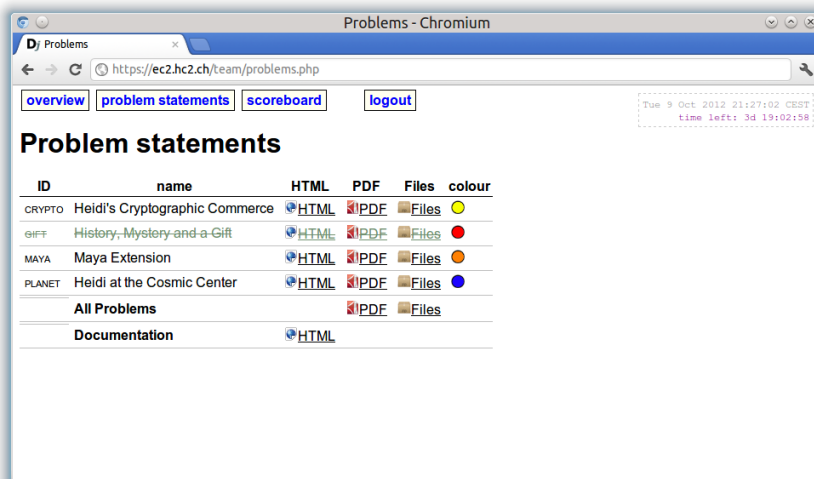 Problems - Chromium
Dj Problems ×
https://ec2.hc2.ch/team/problems.php
overview problem statements scoreboard logout
Tue 9 Oct 2012 21:27:02 CEST
time left: 3d 19:02:58
Problem statements
ID name HTML PDF Files colour
CRYPTO Heidi's Cryptographic Commerce HTML PDF Files
GIFT History, Mystery and a Gift HTML PDF Files
MAYA Maya Extension HTML PDF Files
PLANET Heidi at the Cosmic Center HTML PDF Files
All Problems PDF Files
Documentation HTML